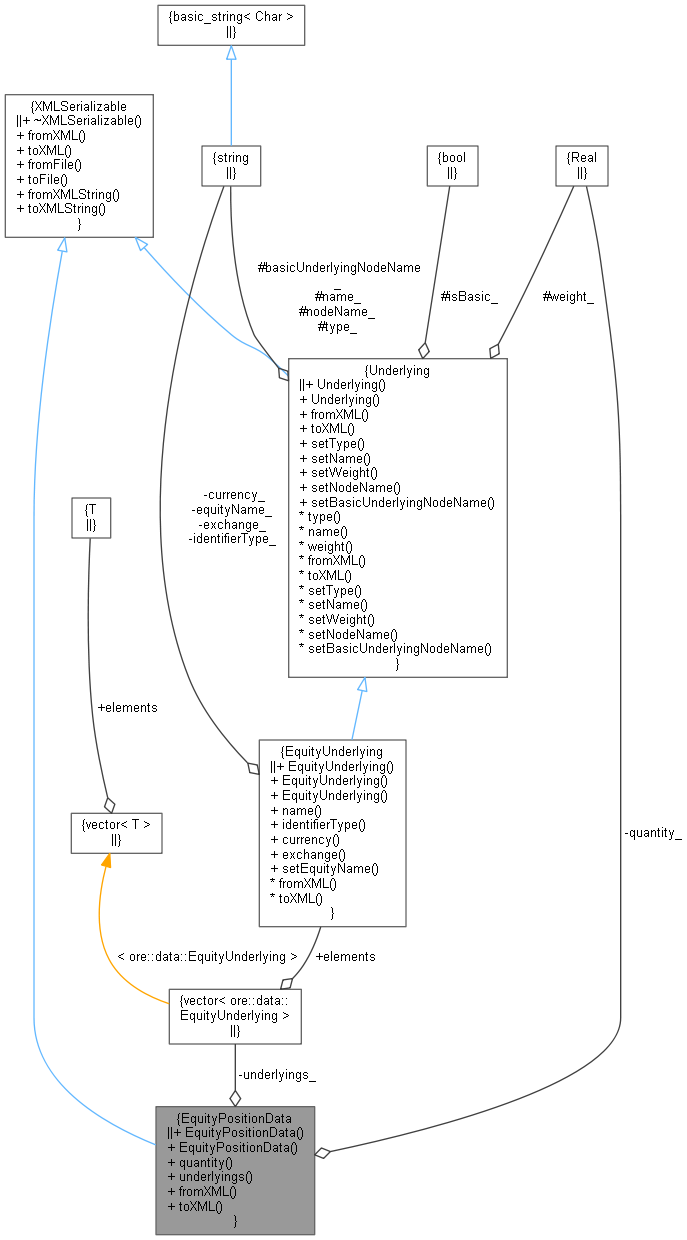 {basic_string< Char >
||}
{XMLSerializable
||+ ~XMLSerializable()
+ fromXML()
+ toXML()
+ fromFile()
+ toFile()
+ fromXMLString()
+ toXMLString()
}
{string
||}
{bool
||}
{Real
||}
#basicUnderlyingNodeName
_
#name_
#nodeName_
#type_
#isBasic_
#weight_
{Underlying
||+ Underlying()
+ Underlying()
+ fromXML()
+ toXML()
+ setType()
+ setName()
+ setWeight()
+ setNodeName()
+ setBasicUnderlyingNodeName()
* type()
* name()
* weight()
* fromXML()
* toXML()
* setType()
* setName()
* setWeight()
* setNodeName()
* setBasicUnderlyingNodeName()
}
-currency_
-equityName_
-exchange_
-identifierType_
{T
||}
+elements
{EquityUnderlying
||+ EquityUnderlying()
+ EquityUnderlying()
+ EquityUnderlying()
+ name()
+ identifierType()
+ currency()
+ exchange()
+ setEquityName()
* fromXML()
* toXML()
}
{vector< T >
||}
-quantity_
< ore::data::EquityUnderlying >
+elements
{vector< ore::data::
EquityUnderlying >
||}
-underlyings_
{EquityPositionData
||+ EquityPositionData()
+ EquityPositionData()
+ quantity()
+ underlyings()
+ fromXML()
+ toXML()
}